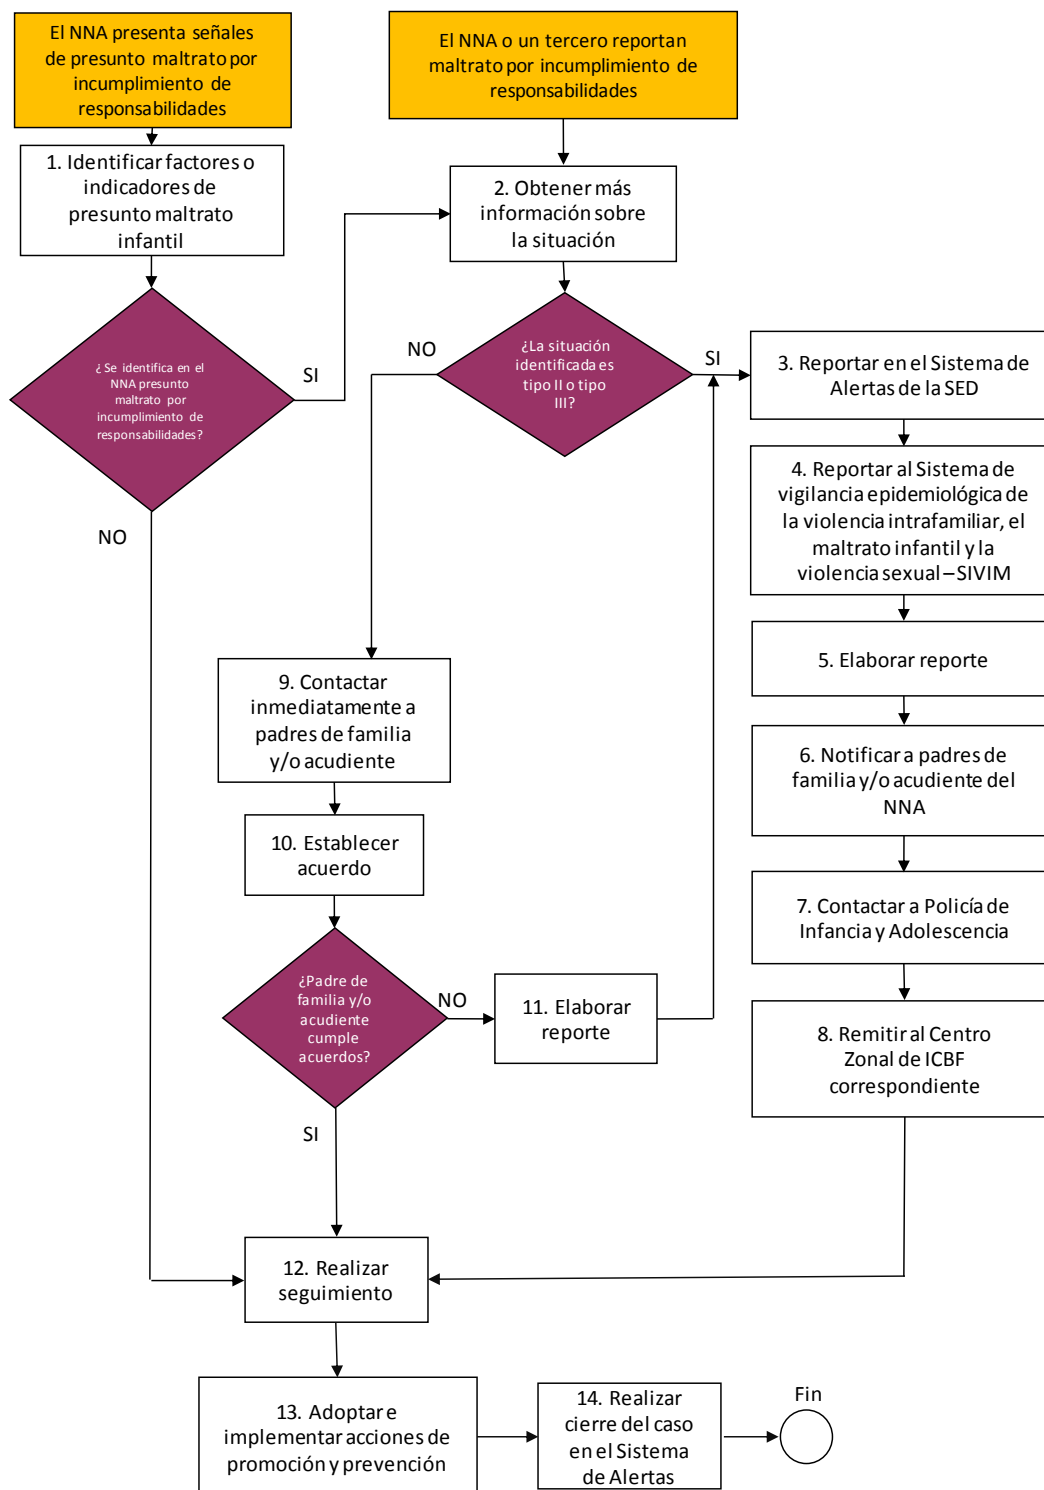 El NNA presenta señales
de presunto maltrato por
incumplimiento de
responsabilidades
El NNA o un tercero reportan
maltrato por incumplimiento de
responsabilidades
1. Identificar factores o
indicadores de
presunto maltrato
infantil
2. Obtener más
información sobre
la situación
¿Se identifica en el
NNA presunto
maltrato por
incumplimiento de
responsabilidades?
SI
NO
¿La situación
identificada es
tipo II o tipo
III?
NO
SI
3. Reportar en el Sistema de
Alertas de la SED
4. Reportar al Sistema de
vigilancia epidemiológica de
la violencia intrafamiliar, el
maltrato infantil y la
violencia sexual – SIVIM
5. Elaborar reporte
6. Notificar a padres de
familia y/o acudiente del
NNA
7. Contactar a Policía de
Infancia y Adolescencia
8. Remitir al Centro
Zonal de ICBF
correspondiente
9. Contactar
inmediatamente a
padres de familia
y/o acudiente
10. Establecer
acuerdo
¿Padre de
familia y/o
acudiente
cumple
acuerdos?
NO
SI
11. Elaborar
reporte
12. Realizar
seguimiento
13. Adoptar e
implementar acciones de
promoción y prevención
14. Realizar
cierre del caso
en el Sistema
de Alertas
Fin